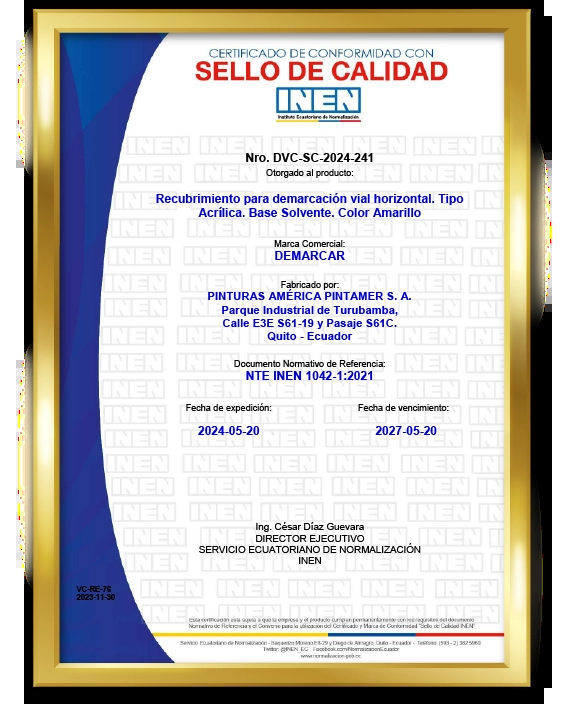 CERTIFICADO DE CONFORMIDAD CON
SELLO DE CALIDAD
INEN
Instituto Ecuatoriano de Normalización
Nro. DVC-SC-2024-241
Otorgado al producto:
Recubrimiento para demarcación vial horizontal. Tipo
Acrílica. Base Solvente. Color Amarillo
Marca Comercial:
DEMARCAR
Fabricado por:
PINTURAS AMÉRICA PINTAMER S. A.
Parque Industrial de Turubamba,
Calle E3E S61-19 y Pasaje S61C.
Quito - Ecuador
Documento Normativo de Referencia:
NTE INEN 1042-1:2021
Fecha de expedición: Fecha de vencimiento:
2024-05-20 2027-05-20
Ing. César Díaz Guevara
DIRECTOR EJECUTIVO
SERVICIO ECUATORIANO DE NORMALIZACIÓN
INEN
VC-RE-76
2023-11-30
Esta certificación está sujeta a que la empresa y el producto cumplan permanentemente con los requisitos del documento
Normativo de Referencia y el Convenio para la utilización del Certificado y Marca de Conformidad "Sello de Calidad INEN"
Servicio Ecuatoriano de Normalización - Baquerizo Moreno E8-29 y Diego de Almagro, Quito - Ecuador - Teléfono: (593 - 2) 3825960
Twitter: @INEN_EC Facebook.com/NormalizacionEcuador
www.normalizacion.gob.ec